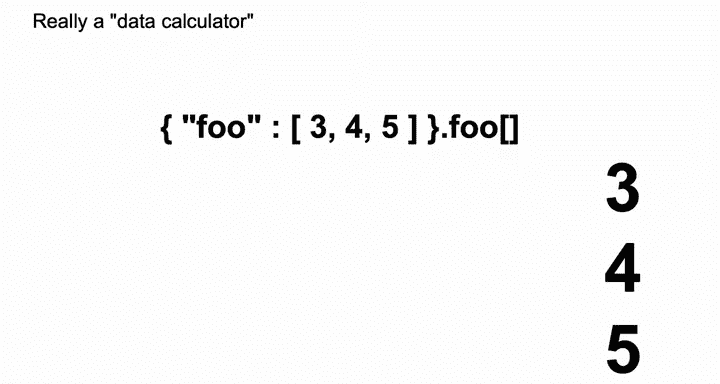 Really a "data calculator"
{ "foo" : [ 3, 4, 5 ] }.foo[]
3
4
5